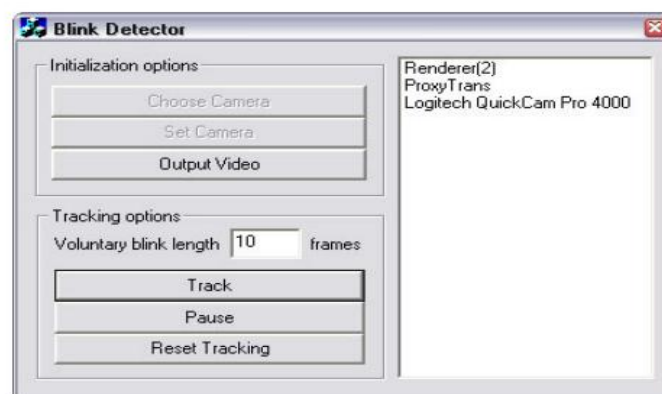 Blink Detector
Initialization options
Choose Camera
Set Camera
Output Video
Tracking options
Voluntary blink length 10 frames
Track
Pause
Reset Tracking
Renderer(2)
ProxyTrans
Logitech QuickCam Pro 4000